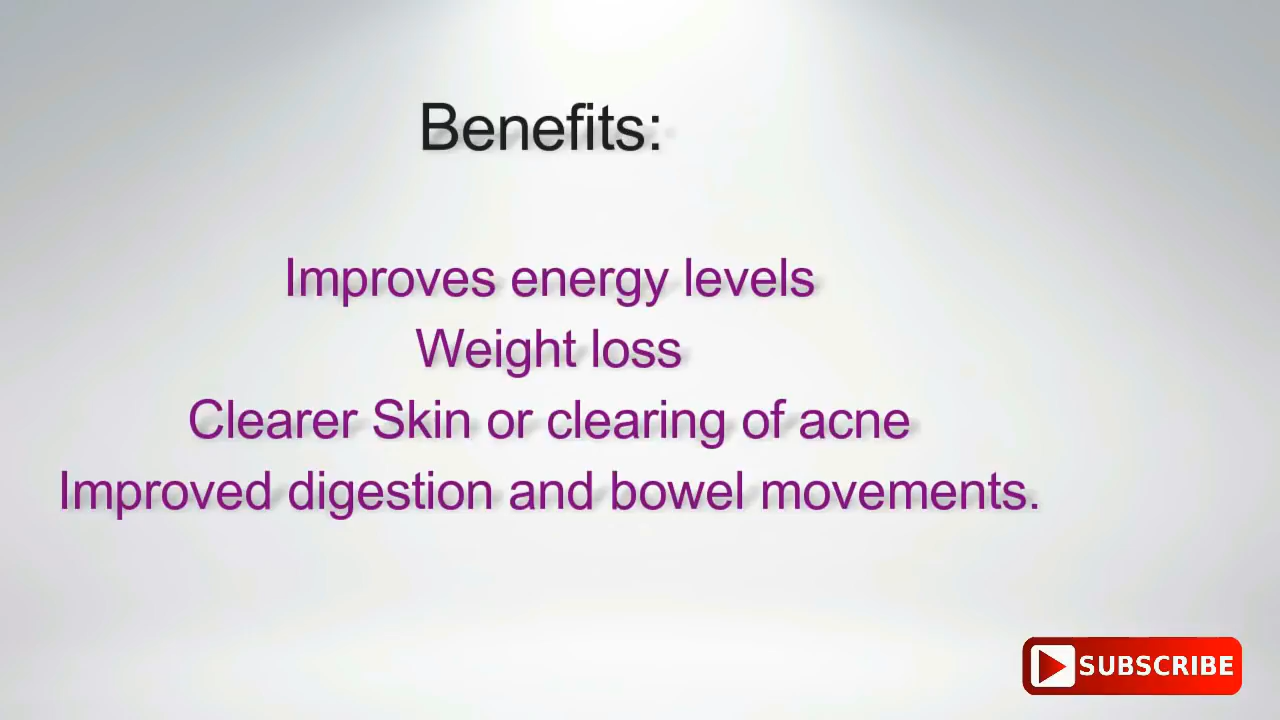 Benefits:
Improves energy levels
Weight loss
Clearer Skin or clearing of acne
Improved digestion and bowel movements.
SUBSCRIBE